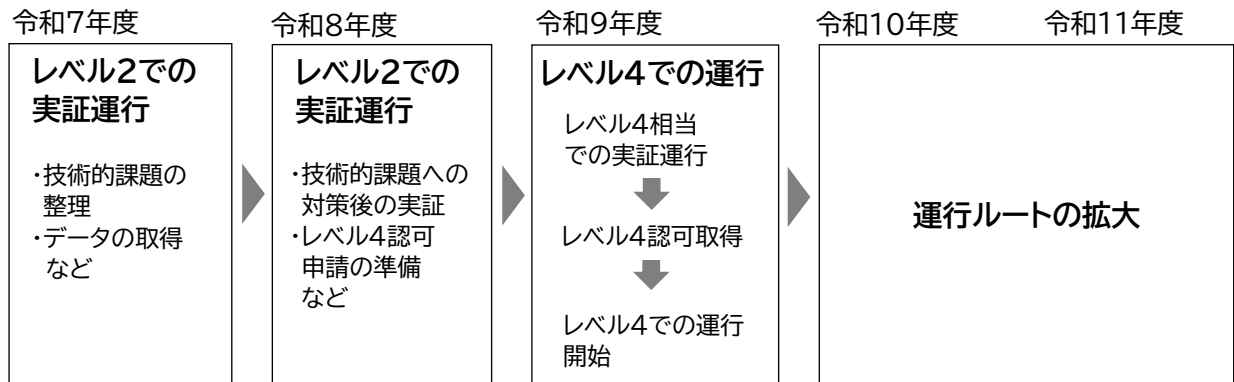 令和7年度
レベル2での
実証運行
・技術的課題の
整理
・データの取得
など
令和8年度
レベル2での
実証運行
・技術的課題への
対策後の実証
・レベル4認可
申請の準備
など
令和9年度
レベル4での運行
レベル4相当
での実証運行
レベル4認可取得
レベル4での運行
開始
令和10年度
令和11年度
運行ルートの拡大